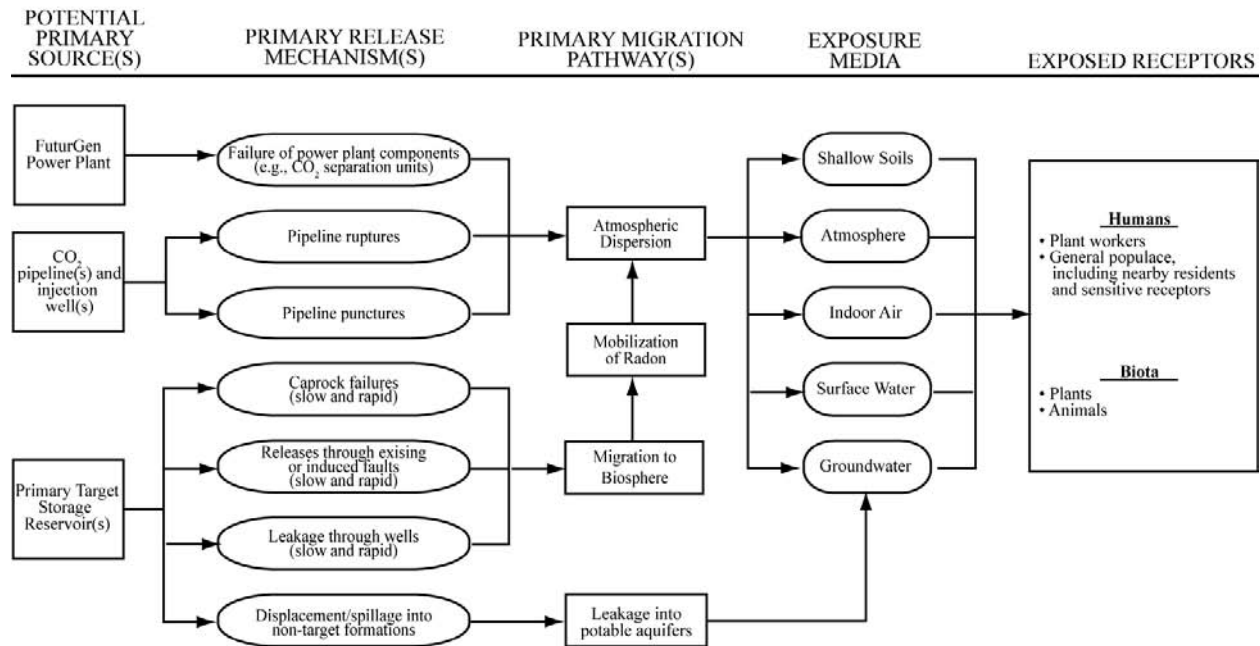 POTENTIAL
PRIMARY
SOURCE(S)
PRIMARY RELEASE
MECHANISM(S)
PRIMARY MIGRATION
PATHWAY(S)
EXPOSURE
MEDIA
EXPOSED RECEPTORS
FuturGen
Power Plant
CO₂
pipeline(s) and
injection
well(s)
Primary Target
Storage
Reservoir(s)
Failure of power plant components
(e.g., CO₂ separation units)
Pipeline ruptures
Pipeline punctures
Caprock failures
(slow and rapid)
Releases through exising
or induced faults
(slow and rapid)
Leakage through wells
(slow and rapid)
Displacement/spillage into
non-target formations
Atmospheric
Dispersion
Mobilization
of Radon
Migration to
Biosphere
Leakage into
potable aquifers
Shallow Soils
Atmosphere
Indoor Air
Surface Water
Groundwater
Humans
• Plant workers
• General populace,
including nearby residents
and sensitive receptors
Biota
• Plants
• Animals